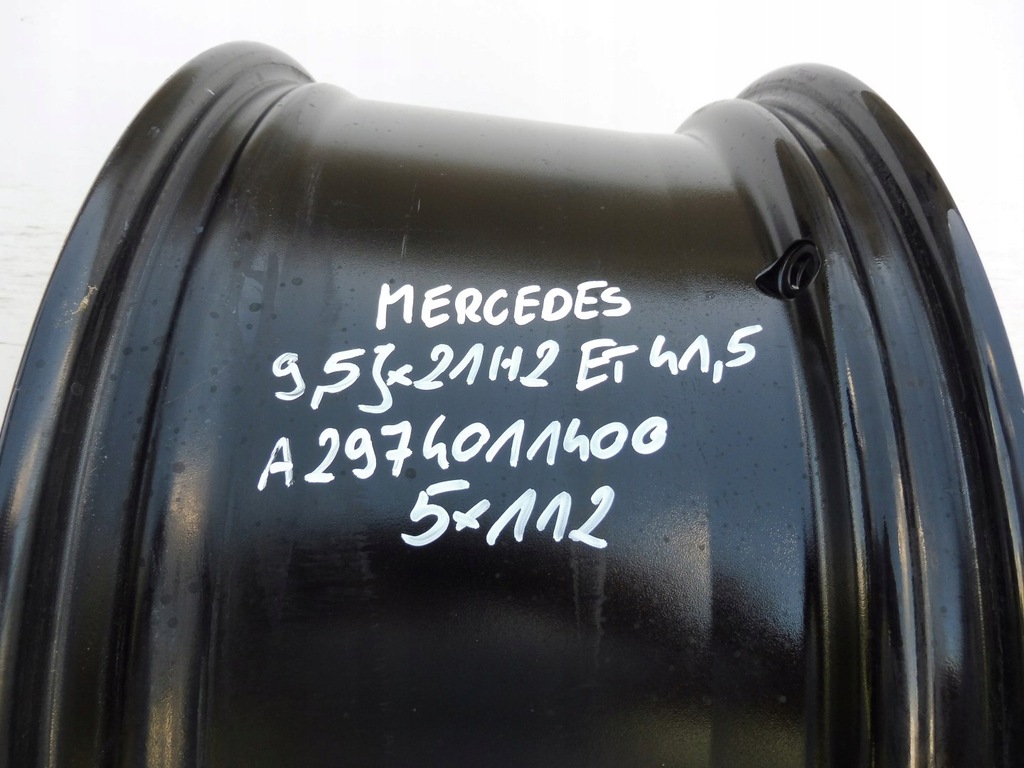 MERCEDES
9,5Jx21H2 ET 41,5
A2974011400
5x112